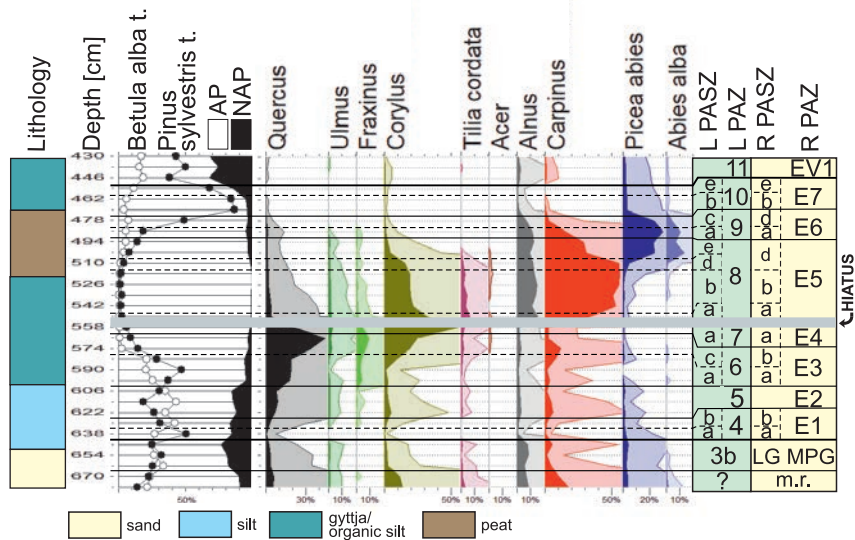 Lithology
Depth [cm]
Betula alba t.
Pinus
sylvestris t.
AP
NAP
Quercus
Ulmus
Fraxinus
Corylus
Tilia cordata
Acer
Alnus
Carpinus
Picea abies
Abies alba
L PASZ
L PAZ
R PASZ
R PAZ
430
446
462
478
494
510
526
542
558
574
590
606
622
638
654
670
11 EV1
e b 10 e b E7
c a 9 d a E6
e d b a 8 d b a E5
a 7 a E4
c a 6 b a E3
5 E2
b a 4 b a E1
3b LG MPG
? m.r.
HIATUS
50% 30% 10% 10% 50% 10% 10% 50% 20% 10%
sand
silt
gyttja/
organic silt
peat